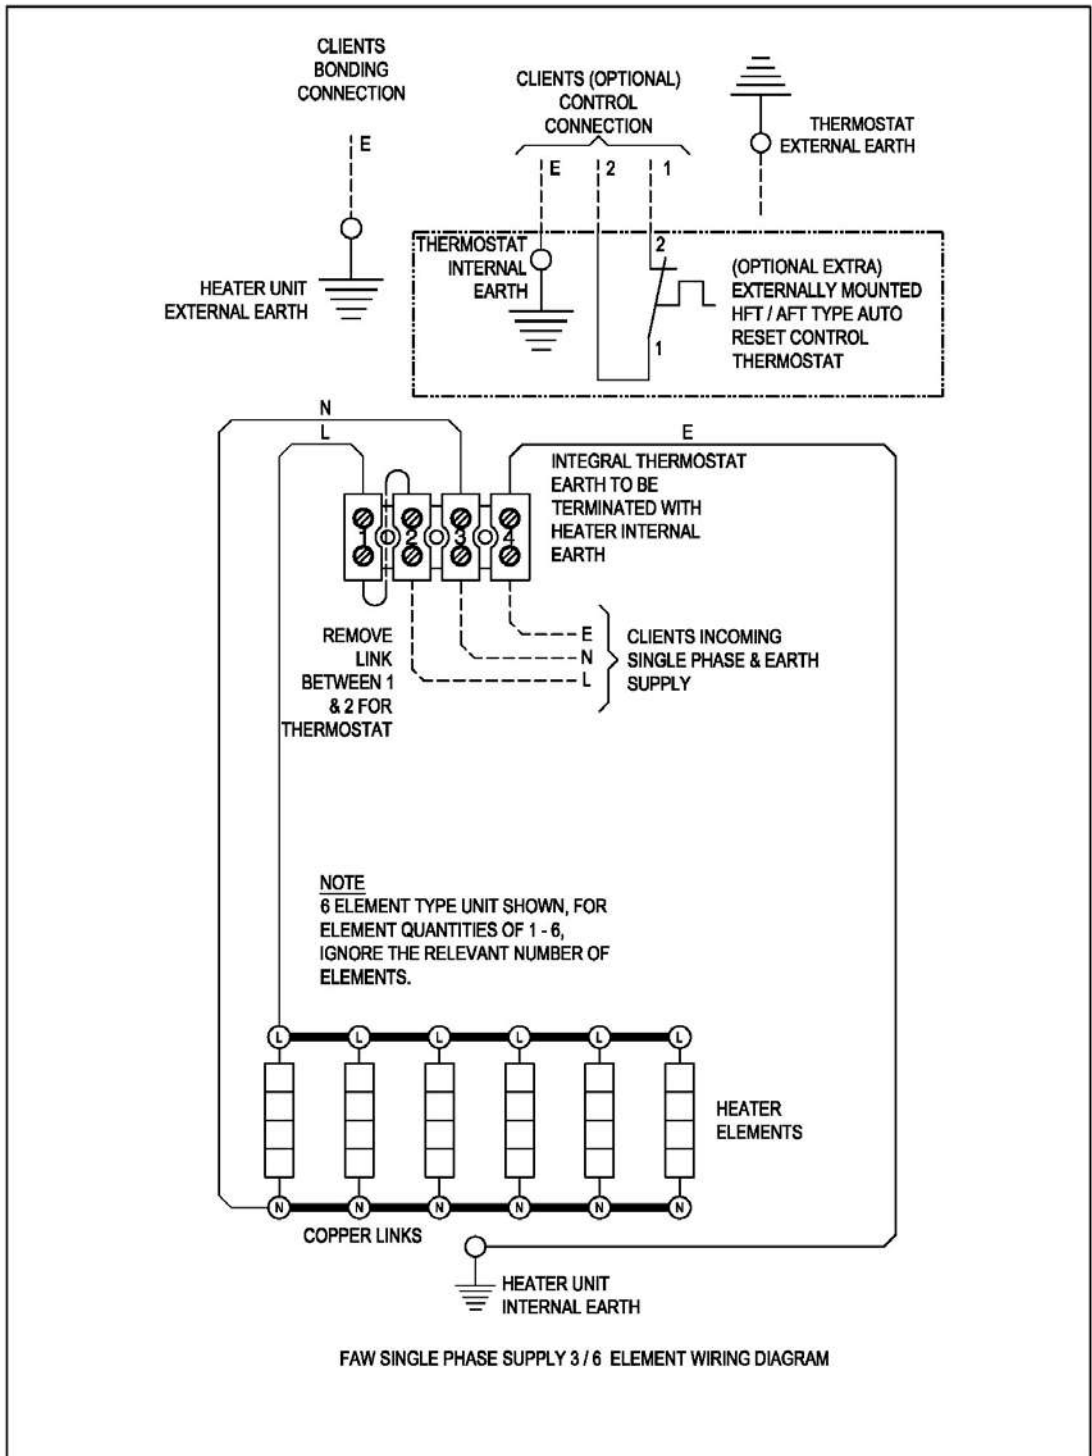 CLIENTS
BONDING
CONNECTION
E
HEATER UNIT
EXTERNAL EARTH
CLIENTS (OPTIONAL)
CONTROL
CONNECTION
E 2 1
THERMOSTAT
EXTERNAL EARTH
THERMOSTAT
INTERNAL
EARTH
2
1
(OPTIONAL EXTRA)
EXTERNALLY MOUNTED
HFT / AFT TYPE AUTO
RESET CONTROL
THERMOSTAT
N
L
E
INTEGRAL THERMOSTAT
EARTH TO BE
TERMINATED WITH
HEATER INTERNAL
EARTH
1 2 3 4
REMOVE
LINK
BETWEEN 1
& 2 FOR
THERMOSTAT
E
N
L
CLIENTS INCOMING
SINGLE PHASE & EARTH
SUPPLY
NOTE
6 ELEMENT TYPE UNIT SHOWN, FOR
ELEMENT QUANTITIES OF 1 - 6,
IGNORE THE RELEVANT NUMBER OF
ELEMENTS.
L L L L L L
HEATER
ELEMENTS
N N N N N N
COPPER LINKS
HEATER UNIT
INTERNAL EARTH
FAW SINGLE PHASE SUPPLY 3 / 6 ELEMENT WIRING DIAGRAM